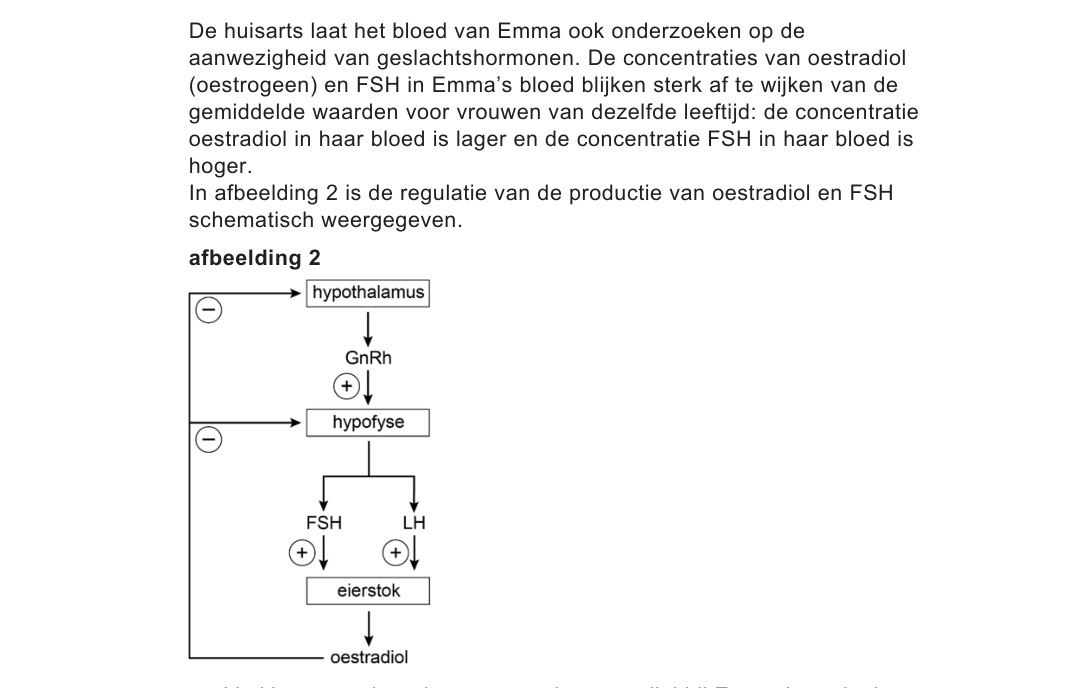 De huisarts laat het bloed van Emma ook onderzoeken op de
aanwezigheid van geslachtshormonen. De concentraties van oestradiol
(oestrogeen) en FSH in Emma's bloed blijken sterk af te wijken van de
gemiddelde waarden voor vrouwen van dezelfde leeftijd: de concentratie
oestradiol in haar bloed is lager en de concentratie FSH in haar bloed is
hoger.
In afbeelding 2 is de regulatie van de productie van oestradiol en FSH
schematisch weergegeven.
afbeelding 2
hypothalamus
−
GnRh
+
hypofyse
−
FSH LH
+ +
eierstok
oestradiol